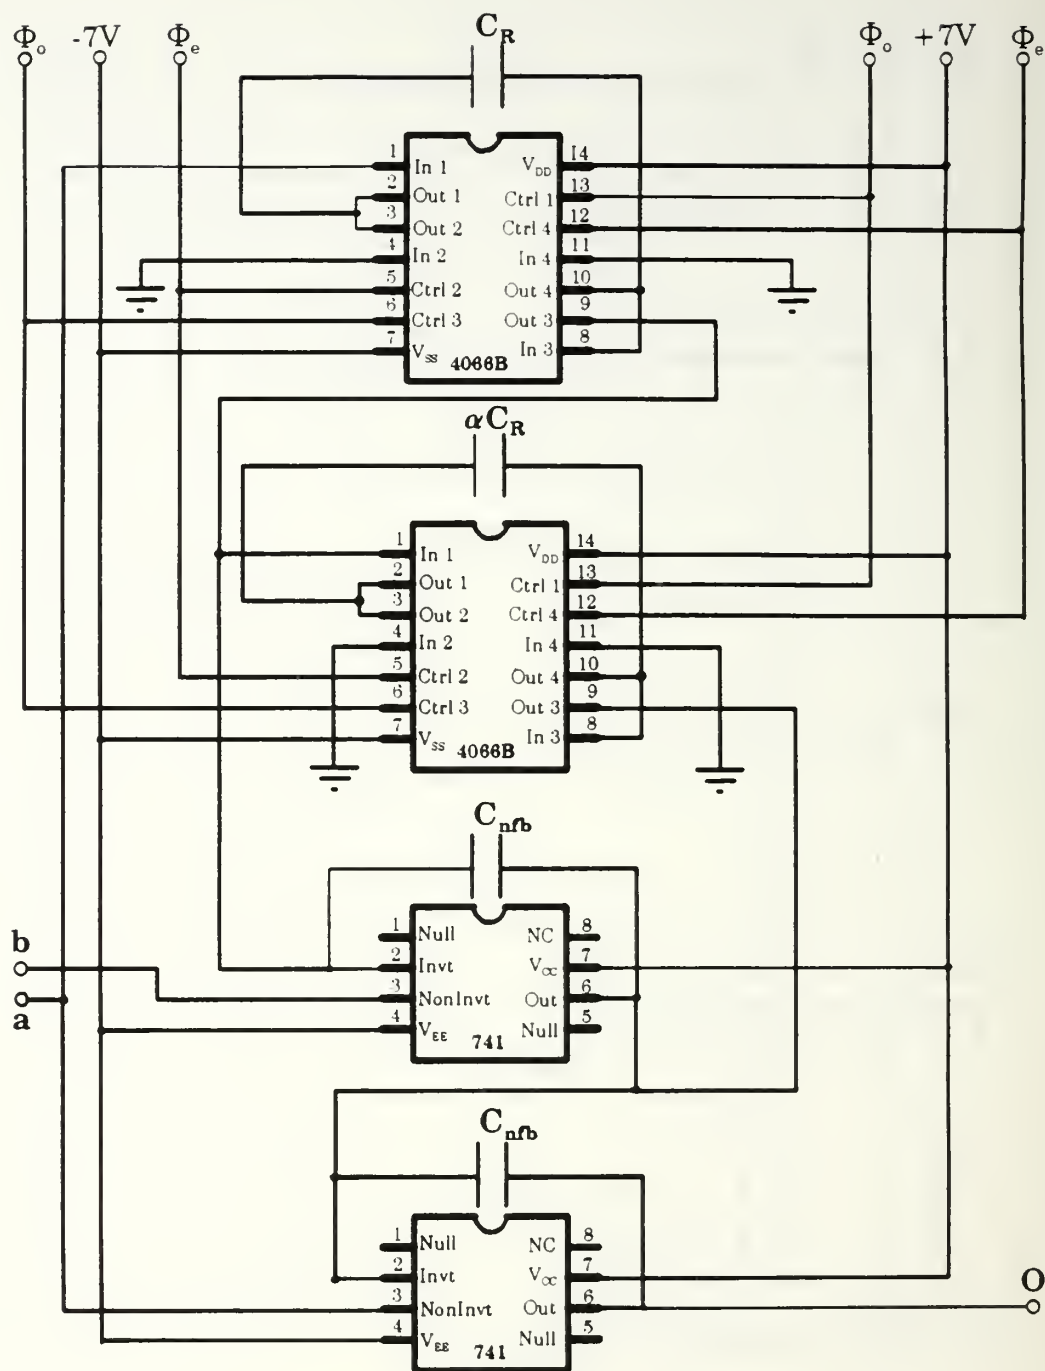 Φo -7V Φe CR Φo +7V Φe
1 In 1 VDD 14
2 Out 1 Ctrl 1 13
3 Out 2 Ctrl 4 12
4 In 2 In 4 11
5 Ctrl 2 Out 4 10
6 Ctrl 3 Out 3 9
7 VSS 4066B In 3 8
αCR
1 In 1 VDD 14
2 Out 1 Ctrl 1 13
3 Out 2 Ctrl 4 12
4 In 2 In 4 11
5 Ctrl 2 Out 4 10
6 Ctrl 3 Out 3 9
7 VSS 4066B In 3 8
Cnfb
1 Null NC 8
b 2 Invt VCC 7
a 3 NonInvt Out 6
4 VEE 741 Null 5
Cnfb
1 Null NC 8
2 Invt VCC 7
3 NonInvt Out 6 O
4 VEE 741 Null 5